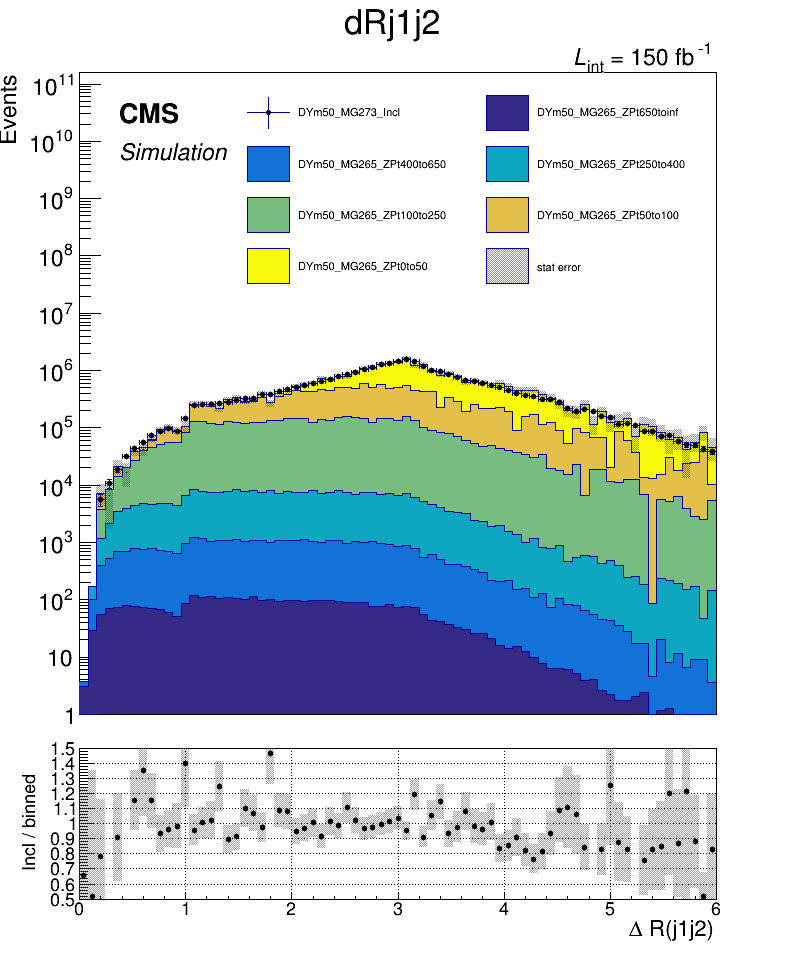 dRj1j2
L_int = 150 fb^-1
Events
10^11
10^10
10^9
10^8
10^7
10^6
10^5
10^4
10^3
10^2
10
1
CMS
Simulation
DYm50_MG273_Incl
DYm50_MG265_ZPt650toinf
DYm50_MG265_ZPt400to650
DYm50_MG265_ZPt250to400
DYm50_MG265_ZPt100to250
DYm50_MG265_ZPt50to100
DYm50_MG265_ZPt0to50
stat error
Incl / binned
1.5
1.4
1.3
1.2
1.1
1
0.9
0.8
0.7
0.6
0.5
0 1 2 3 4 5 6
Δ R(j1j2)